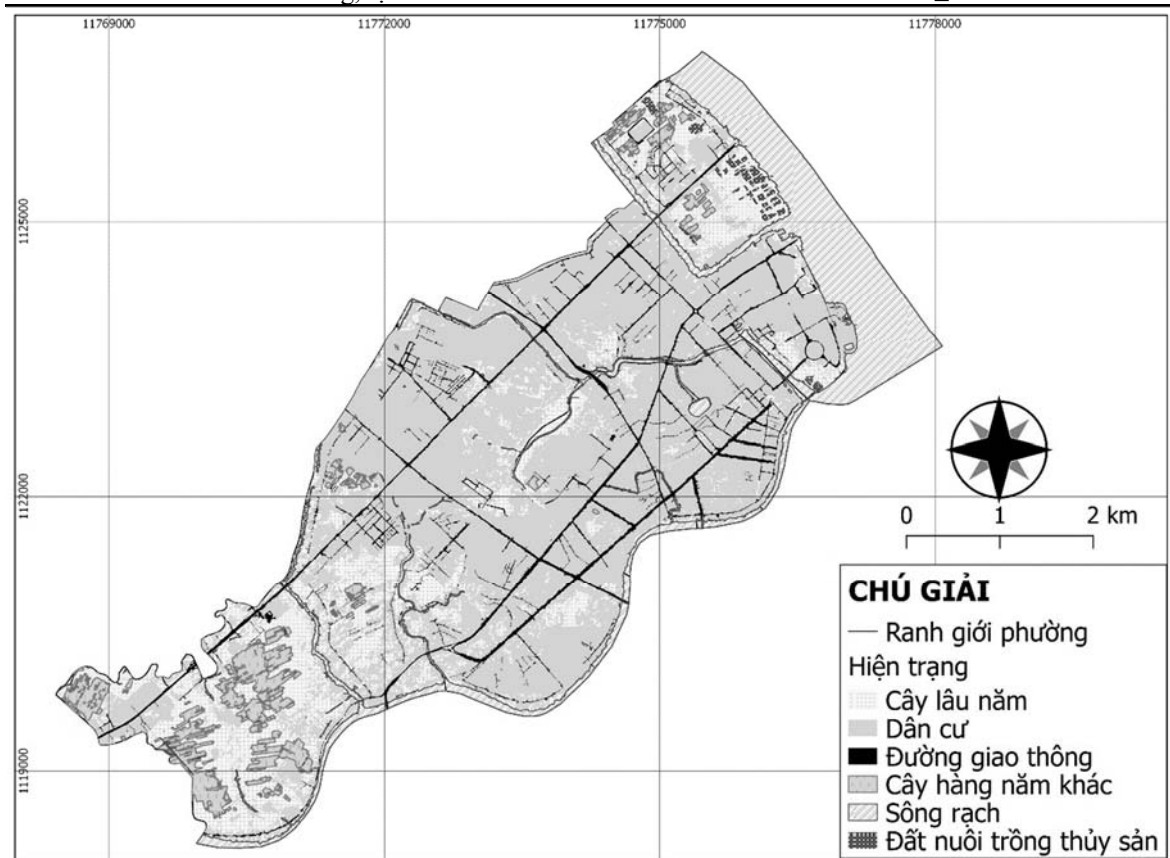 11769000 11772000 11775000 11778000
1125000
1122000
1119000
0 1 2 km
CHÚ GIẢI
Ranh giới phường
Hiện trạng
Cây lâu năm
Dân cư
Đường giao thông
Cây hàng năm khác
Sông rạch
Đất nuôi trồng thủy sản